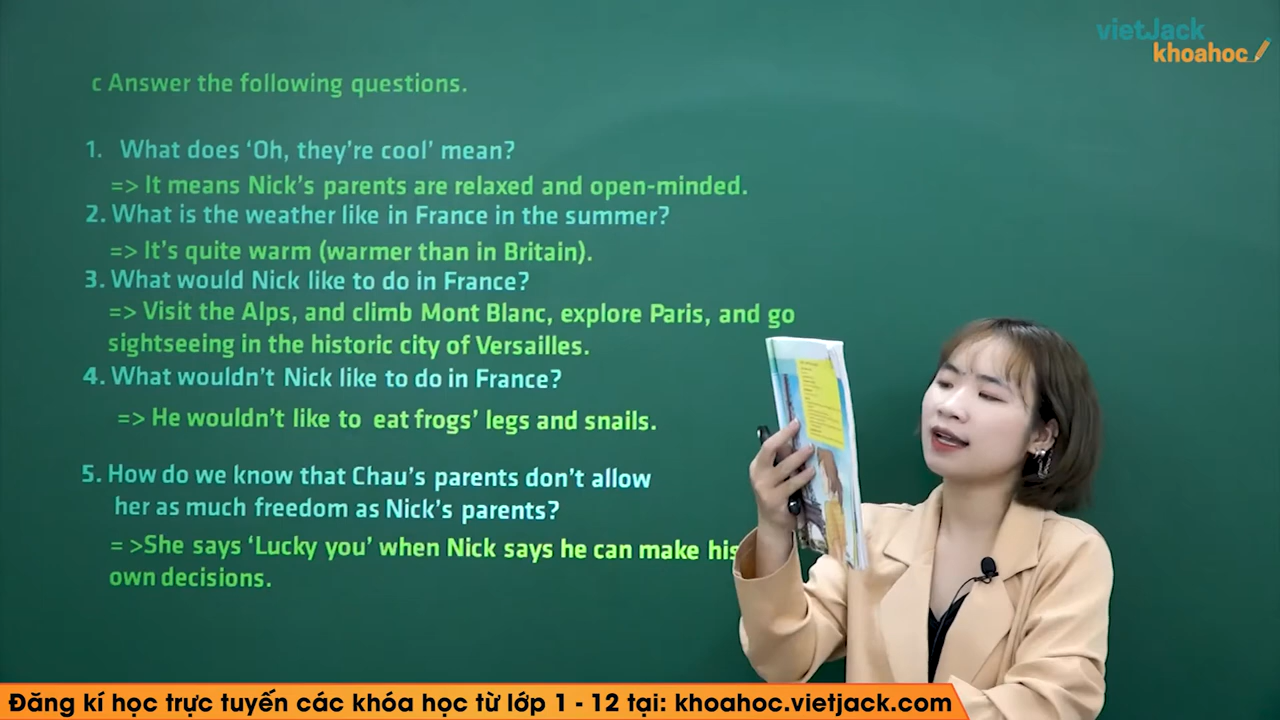 vietJack
khoahoc
c Answer the following questions.
1. What does ‘Oh, they’re cool’ mean?
=> It means Nick’s parents are relaxed and open-minded.
2. What is the weather like in France in the summer?
=> It’s quite warm (warmer than in Britain).
3. What would Nick like to do in France?
=> Visit the Alps, and climb Mont Blanc, explore Paris, and go
sightseeing in the historic city of Versailles.
4. What wouldn’t Nick like to do in France?
=> He wouldn’t like to eat frogs’ legs and snails.
5. How do we know that Chau’s parents don’t allow
her as much freedom as Nick’s parents?
= >She says ‘Lucky you’ when Nick says he can make his
own decisions.
Đăng kí học trực tuyến các khóa học từ lớp 1 - 12 tại: khoahoc.vietjack.com